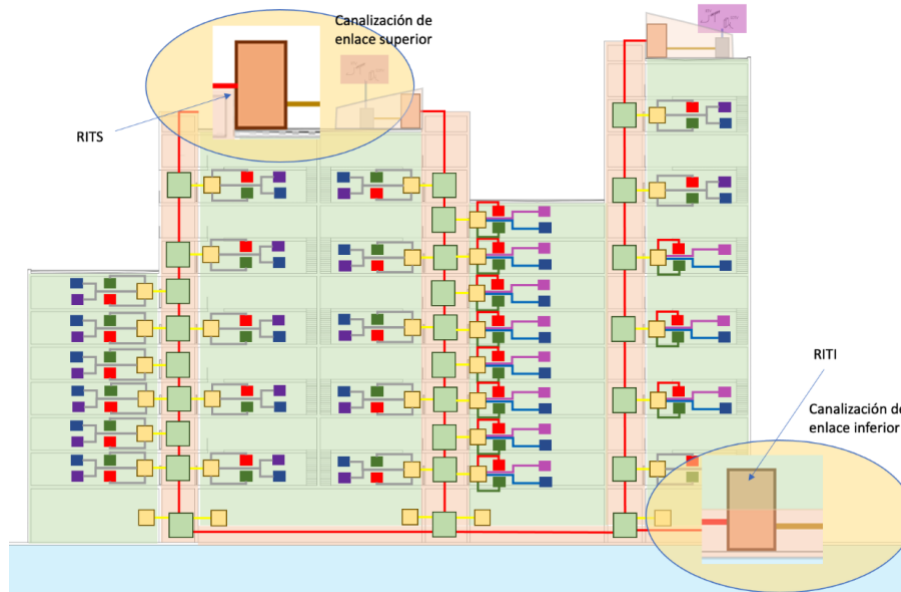 Canalización de
enlace superior
RITS
RITI
Canalización de
enlace inferior